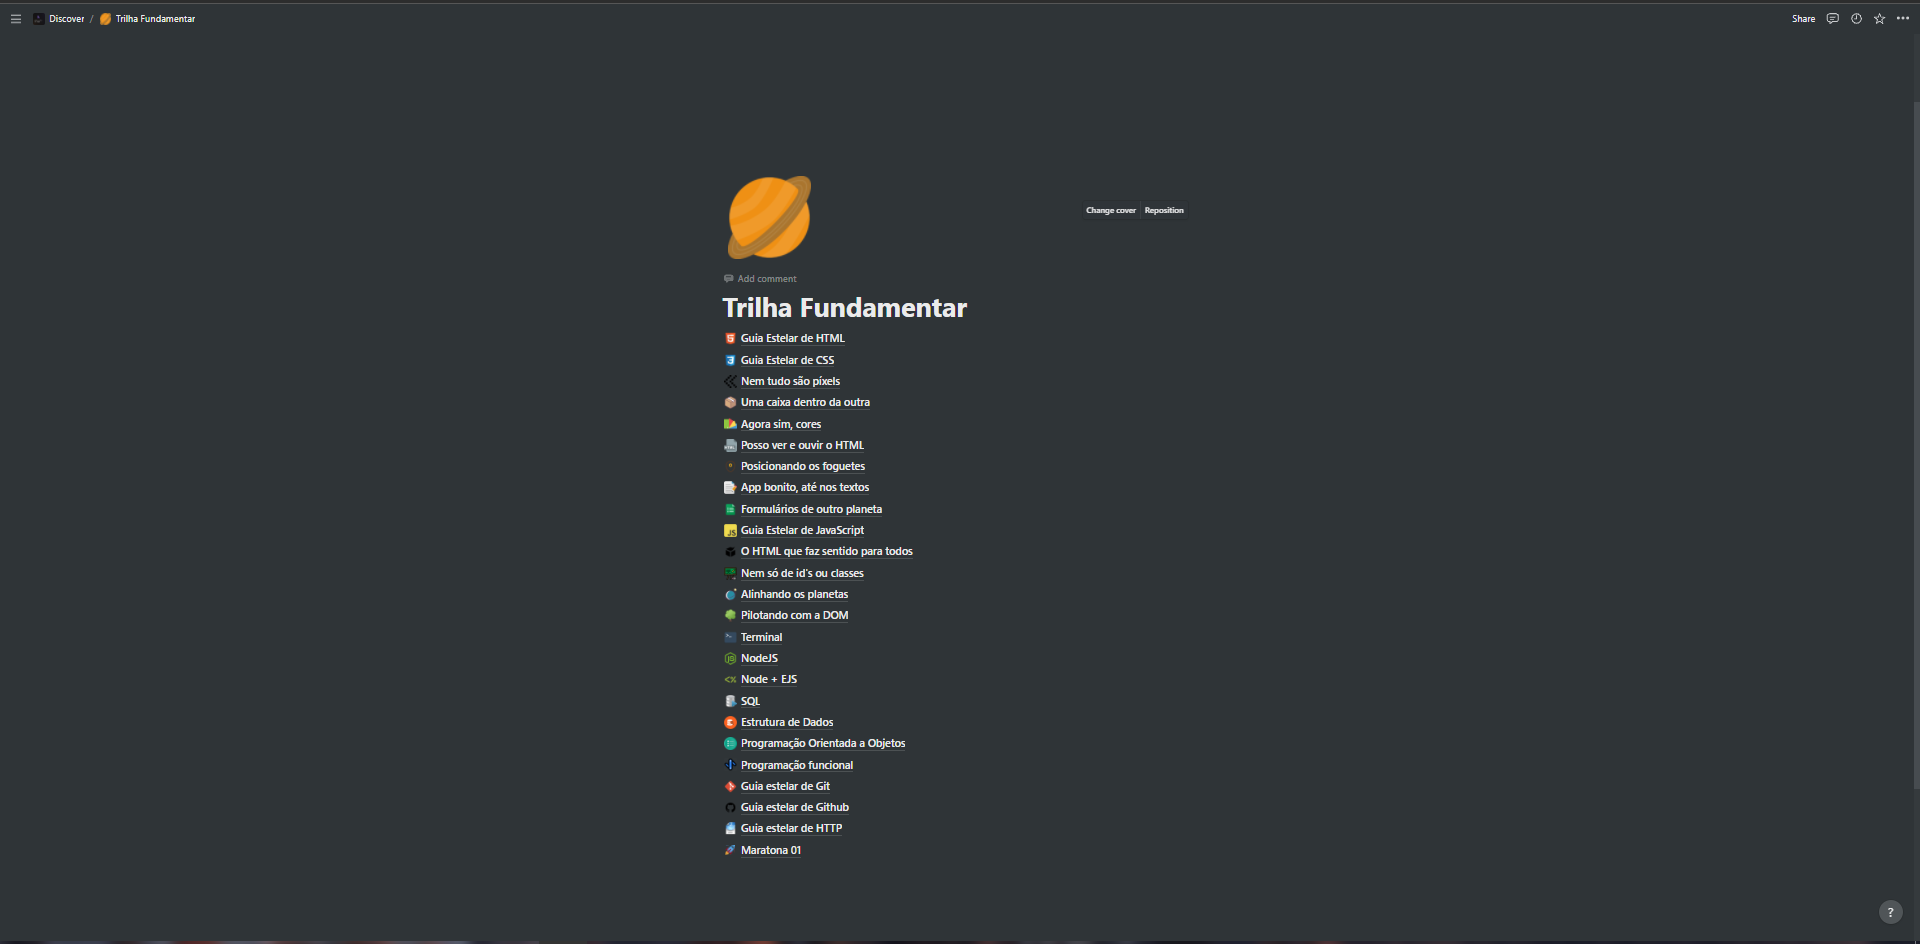 Discover / Trilha Fundamentar
Share
Change cover Reposition
Add comment
Trilha Fundamentar
Guia Estelar de HTML
Guia Estelar de CSS
Nem tudo são píxels
Uma caixa dentro da outra
Agora sim, cores
Posso ver e ouvir o HTML
Posicionando os foguetes
App bonito, até nos textos
Formulários de outro planeta
Guia Estelar de JavaScript
O HTML que faz sentido para todos
Nem só de id's ou classes
Alinhando os planetas
Pilotando com a DOM
Terminal
NodeJS
Node + EJS
SQL
Estrutura de Dados
Programação Orientada a Objetos
Programação funcional
Guia estelar de Git
Guia estelar de Github
Guia estelar de HTTP
Maratona 01
?